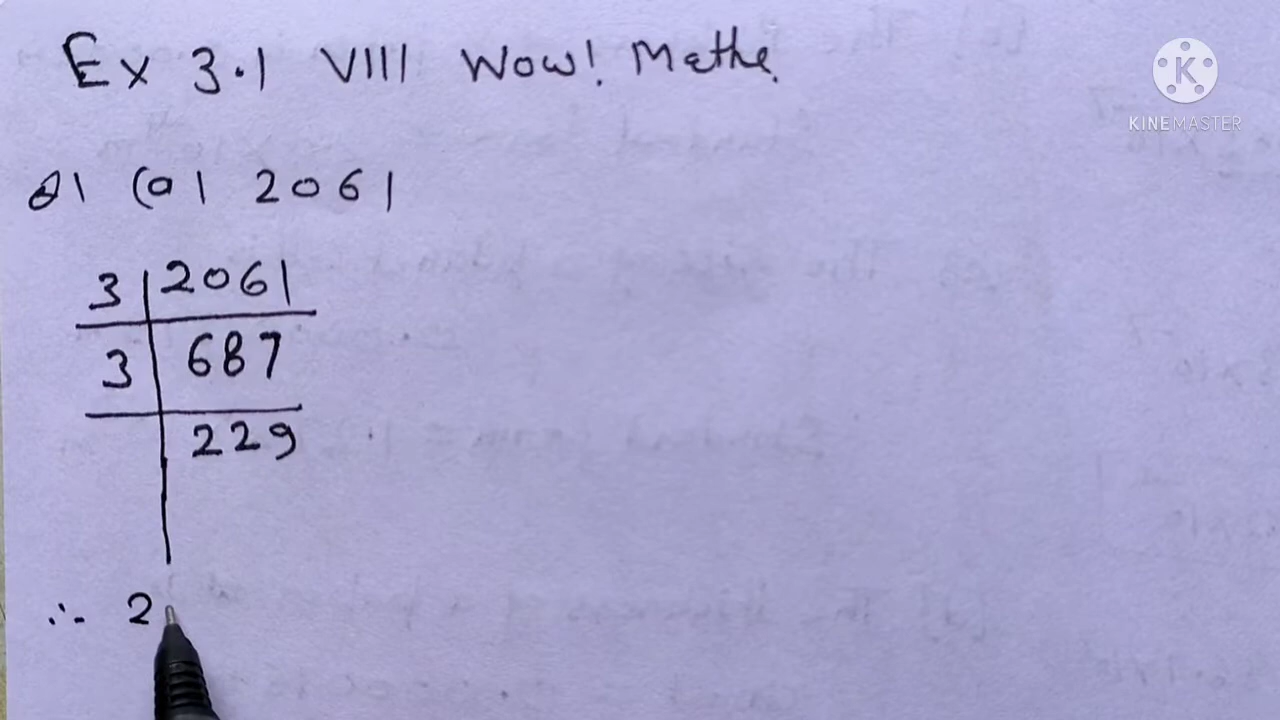 Ex 3.1 VIII Wow! Maths
KINEMASTER
Q1 (a) 2061
3 | 2061
3 | 687
229
∴ 2